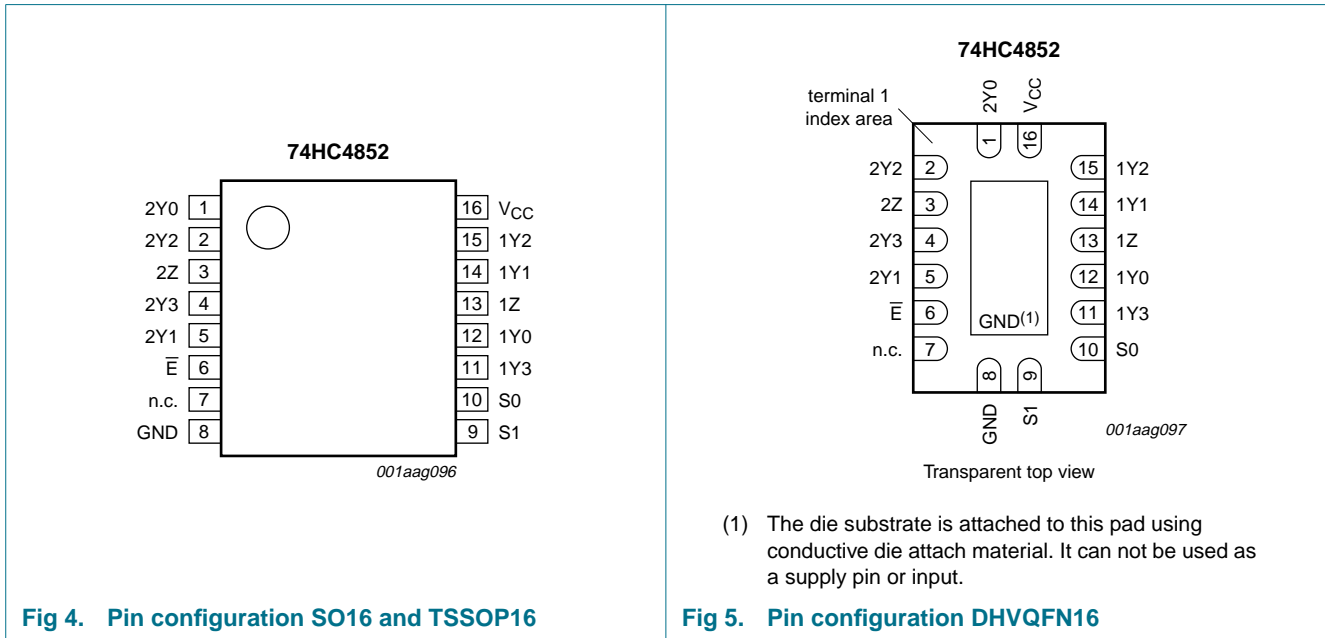 74HC4852
2Y0 1
2Y2 2
2Z 3
2Y3 4
2Y1 5
E̅ 6
n.c. 7
GND 8
16 VCC
15 1Y2
14 1Y1
13 1Z
12 1Y0
11 1Y3
10 S0
9 S1
001aag096
Fig 4. Pin configuration SO16 and TSSOP16
74HC4852
terminal 1
index area
2Y0
VCC
1
16
2Y2 2
2Z 3
2Y3 4
2Y1 5
E̅ 6
n.c. 7
15 1Y2
14 1Y1
13 1Z
12 1Y0
11 1Y3
10 S0
GND(1)
8
9
GND
S1
001aag097
Transparent top view
(1) The die substrate is attached to this pad using
conductive die attach material. It can not be used as
a supply pin or input.
Fig 5. Pin configuration DHVQFN16